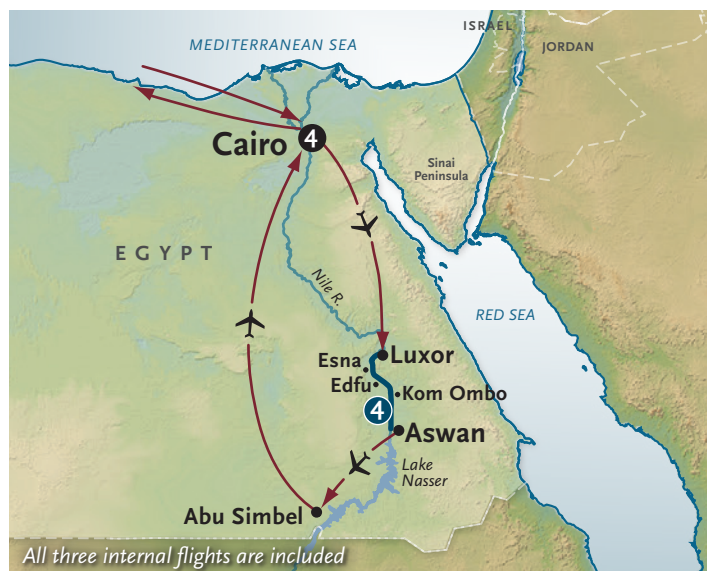 ISRAEL
MEDITERRANEAN SEA
JORDAN
Cairo
4
Sinai
Peninsula
EGYPT
Nile R.
RED SEA
Luxor
Esna
Edfu
Kom Ombo
4
Aswan
Lake
Nasser
Abu Simbel
All three internal flights are included